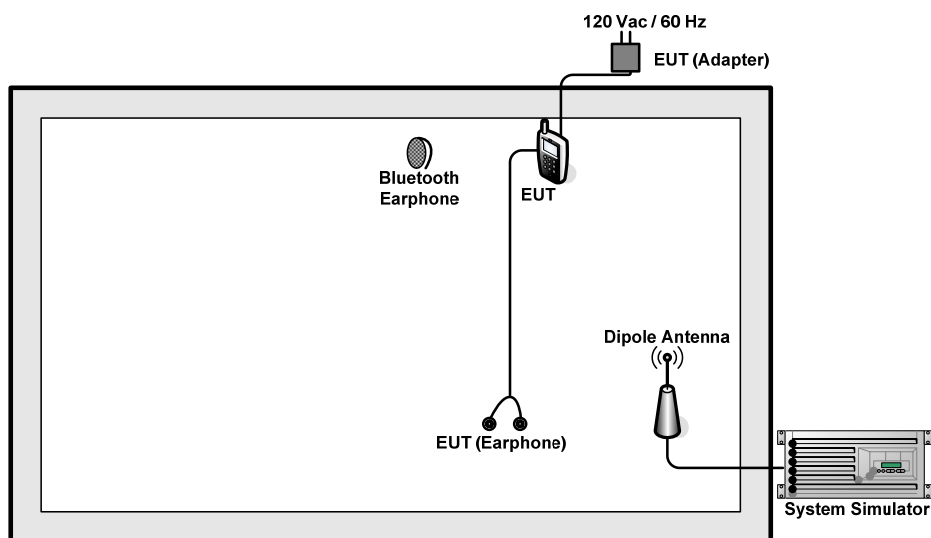 120 Vac / 60 Hz
EUT (Adapter)
Bluetooth
Earphone
EUT
Dipole Antenna
EUT (Earphone)
System Simulator